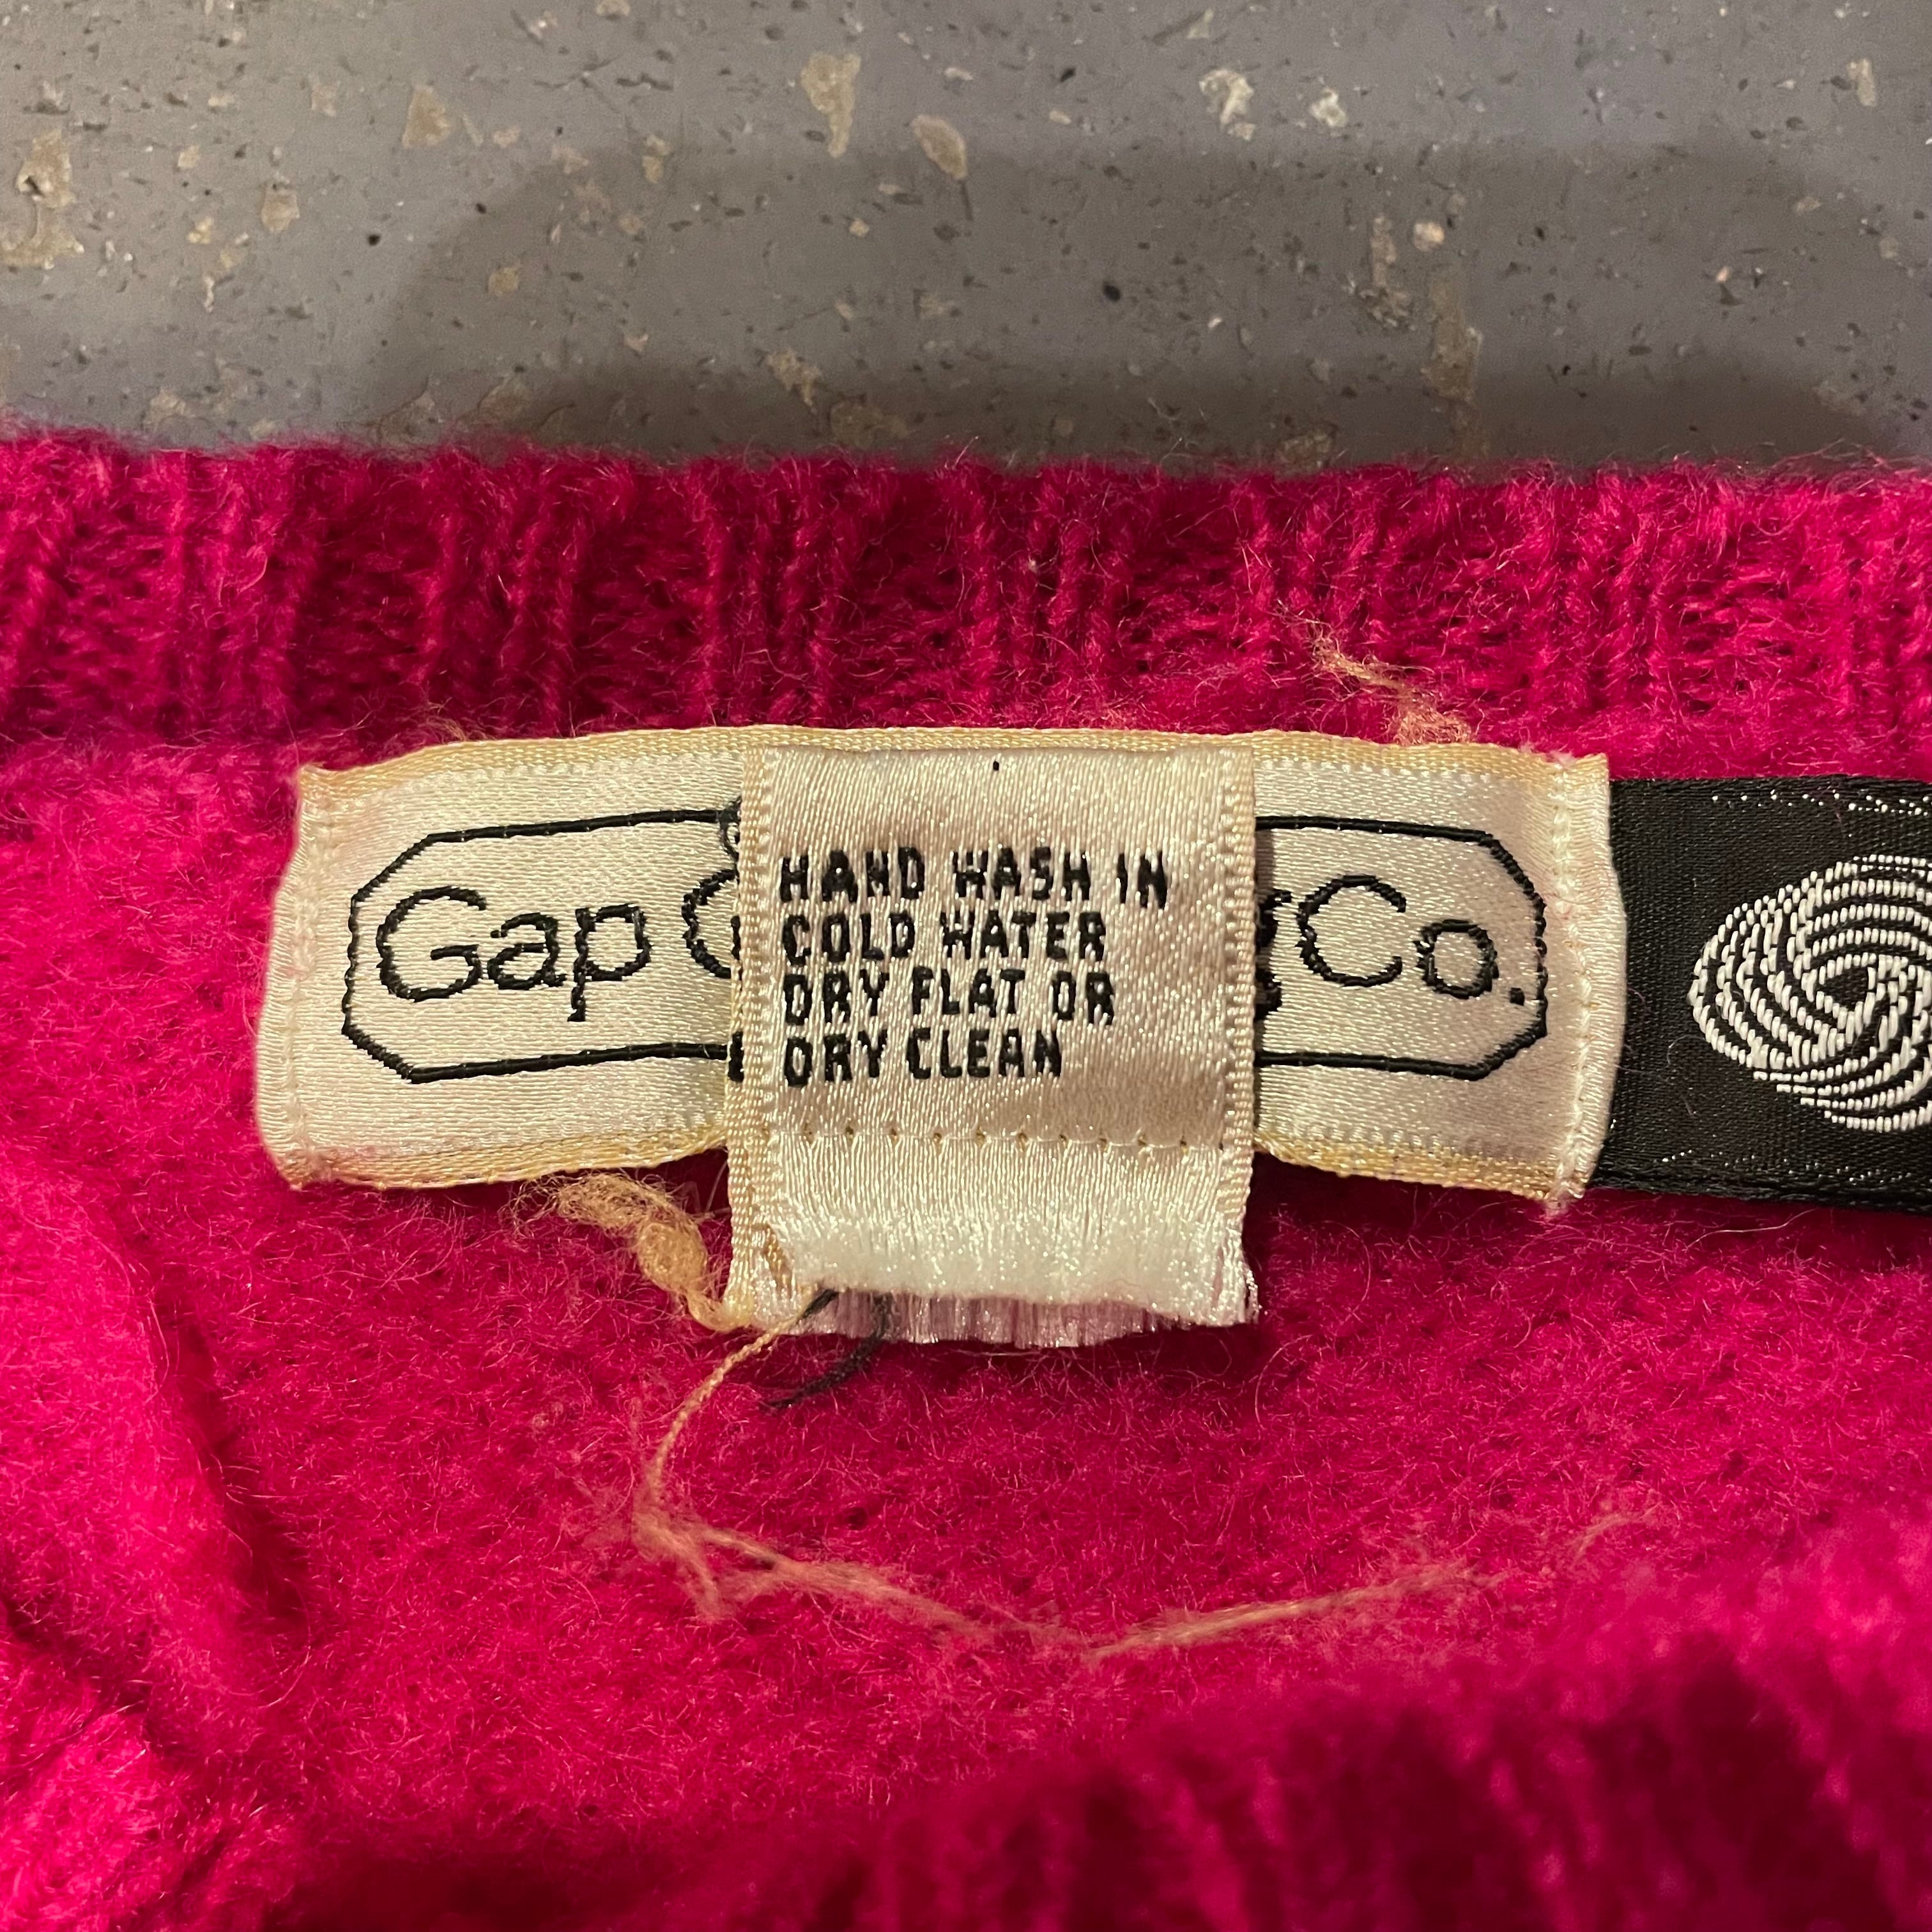 Gap Co.
HAND WASH IN
COLD WATER
DRY FLAT OR
DRY CLEAN